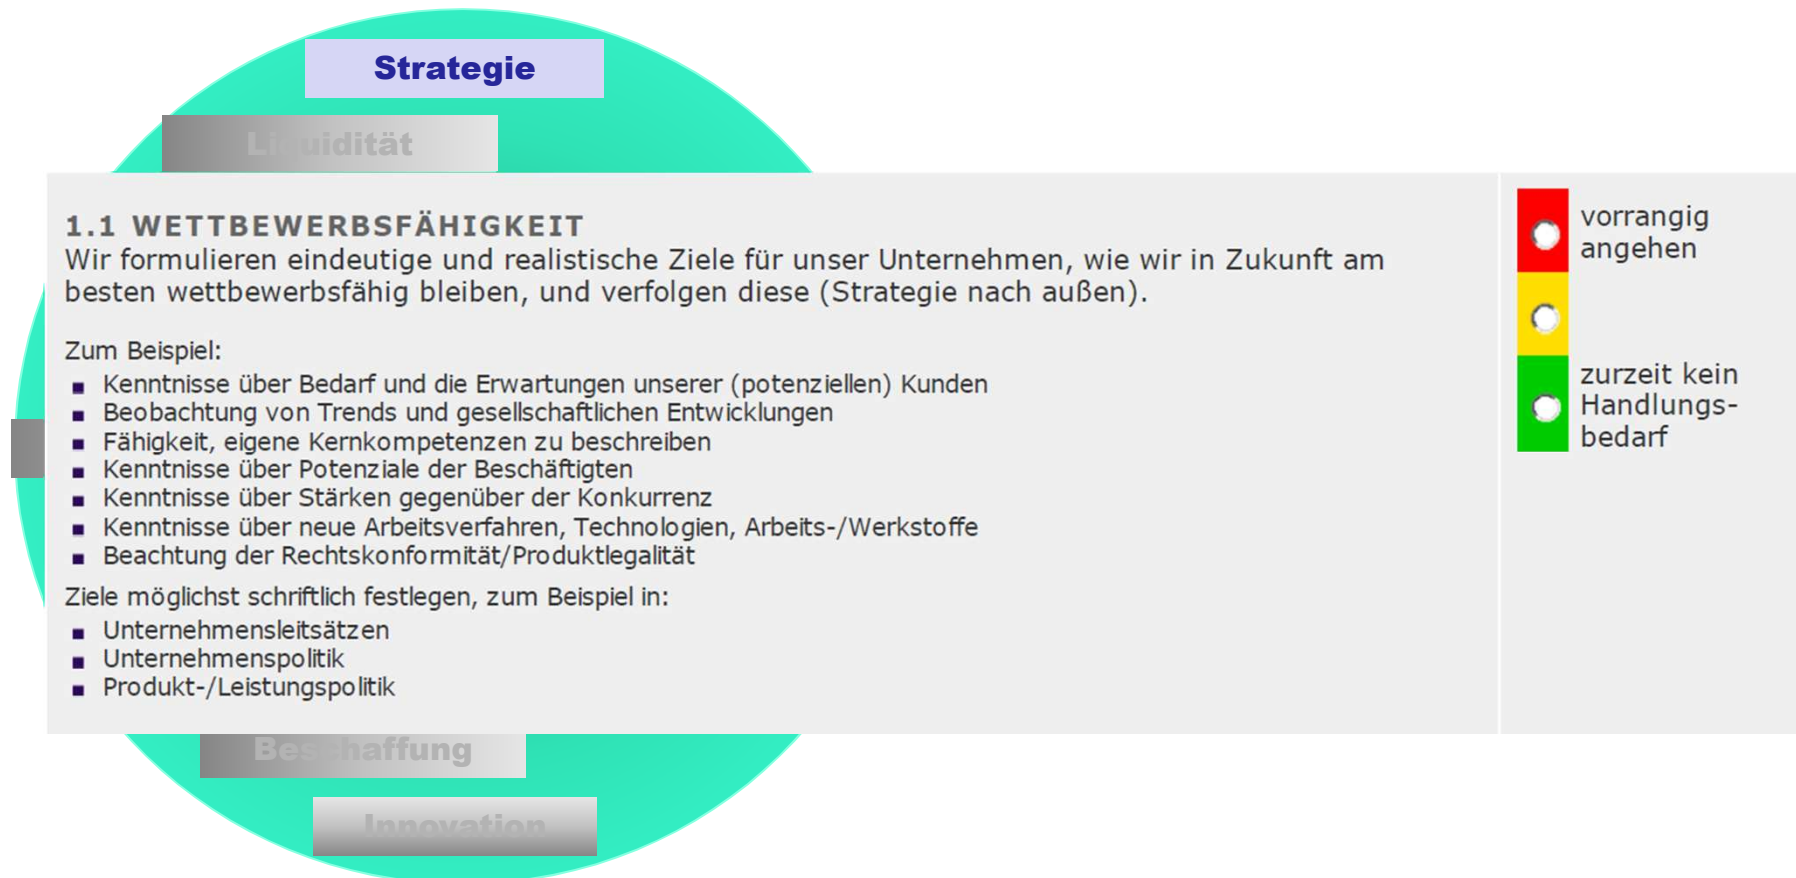 Strategie
Liquidität
1.1 WETTBEWERBSFÄHIGKEIT
Wir formulieren eindeutige und realistische Ziele für unser Unternehmen, wie wir in Zukunft am
besten wettbewerbsfähig bleiben, und verfolgen diese (Strategie nach außen).
Zum Beispiel:
Kenntnisse über Bedarf und die Erwartungen unserer (potenziellen) Kunden
Beobachtung von Trends und gesellschaftlichen Entwicklungen
Fähigkeit, eigene Kernkompetenzen zu beschreiben
Kenntnisse über Potenziale der Beschäftigten
Kenntnisse über Stärken gegenüber der Konkurrenz
Kenntnisse über neue Arbeitsverfahren, Technologien, Arbeits-/Werkstoffe
Beachtung der Rechtskonformität/Produktlegalität
Ziele möglichst schriftlich festlegen, zum Beispiel in:
Unternehmensleitsätzen
Unternehmenspolitik
Produkt-/Leistungspolitik
vorrangig
angehen
zurzeit kein
Handlungs-
bedarf
Beschaffung
Innovation